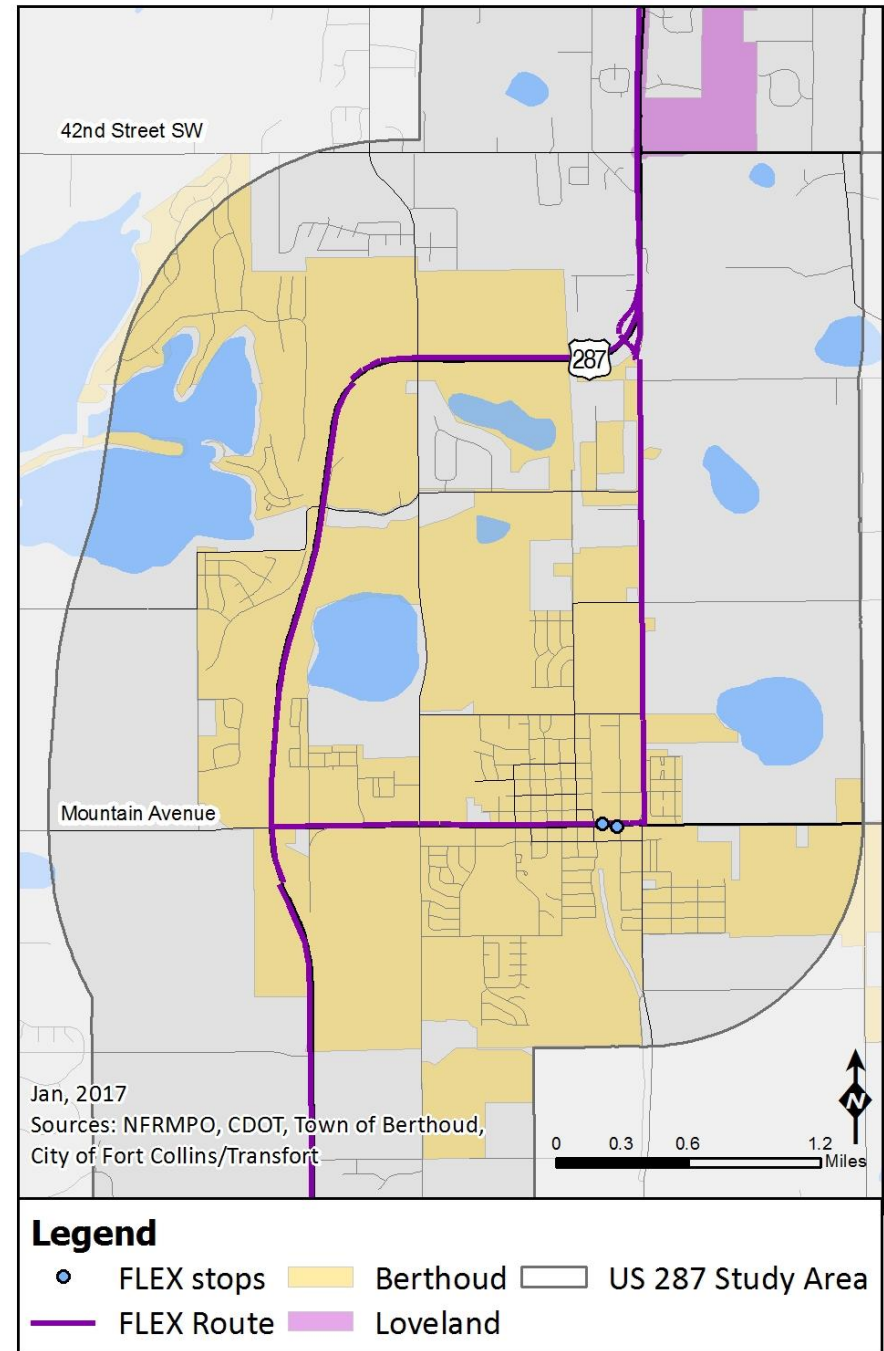 42nd Street SW
287
Mountain Avenue
Jan, 2017
Sources: NFRMPO, CDOT, Town of Berthoud,
City of Fort Collins/Transfort
N
0 0.3 0.6 1.2
Miles
Legend
FLEX stops Berthoud US 287 Study Area
FLEX Route Loveland